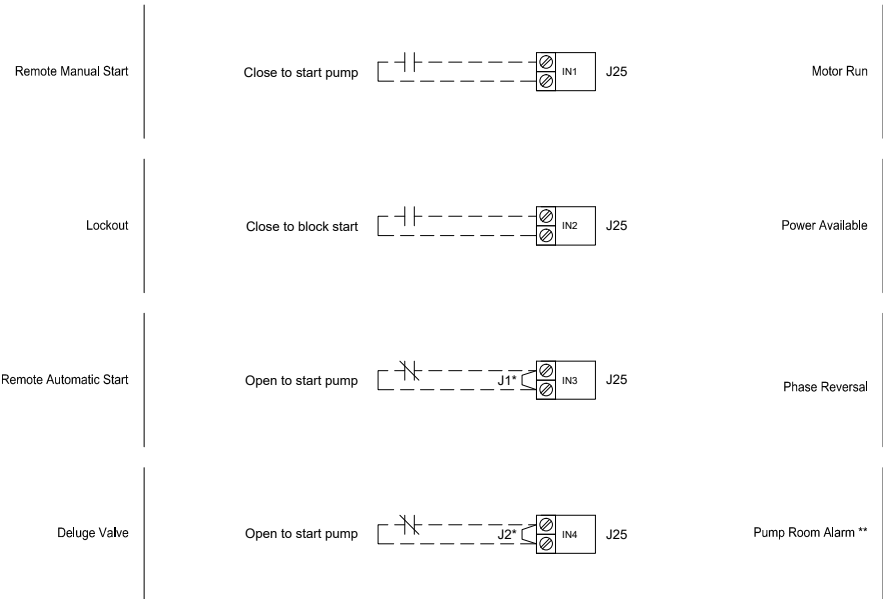 Remote Manual Start
Close to start pump
IN1
J25
Motor Run
Lockout
Close to block start
IN2
J25
Power Available
Remote Automatic Start
Open to start pump
J1*
IN3
J25
Phase Reversal
Deluge Valve
Open to start pump
J2*
IN4
J25
Pump Room Alarm **